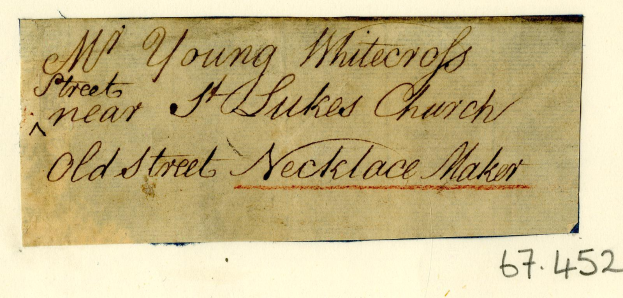 Mr Young Whitecroſs
Street
^ near St Lukes Church
Old Street Necklace Maker
67.452